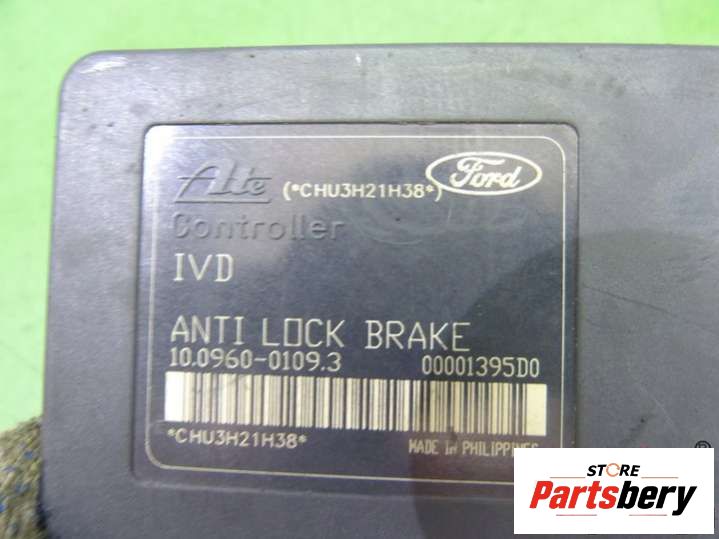 Ate (*CHU3H21H38*) Ford
Controller
IVD
ANTI LOCK BRAKE
10.0960-0109.3 00001395D0
*CHU3H21H38* MADE IN PHILIPPINES
®
STORE
Partsbery